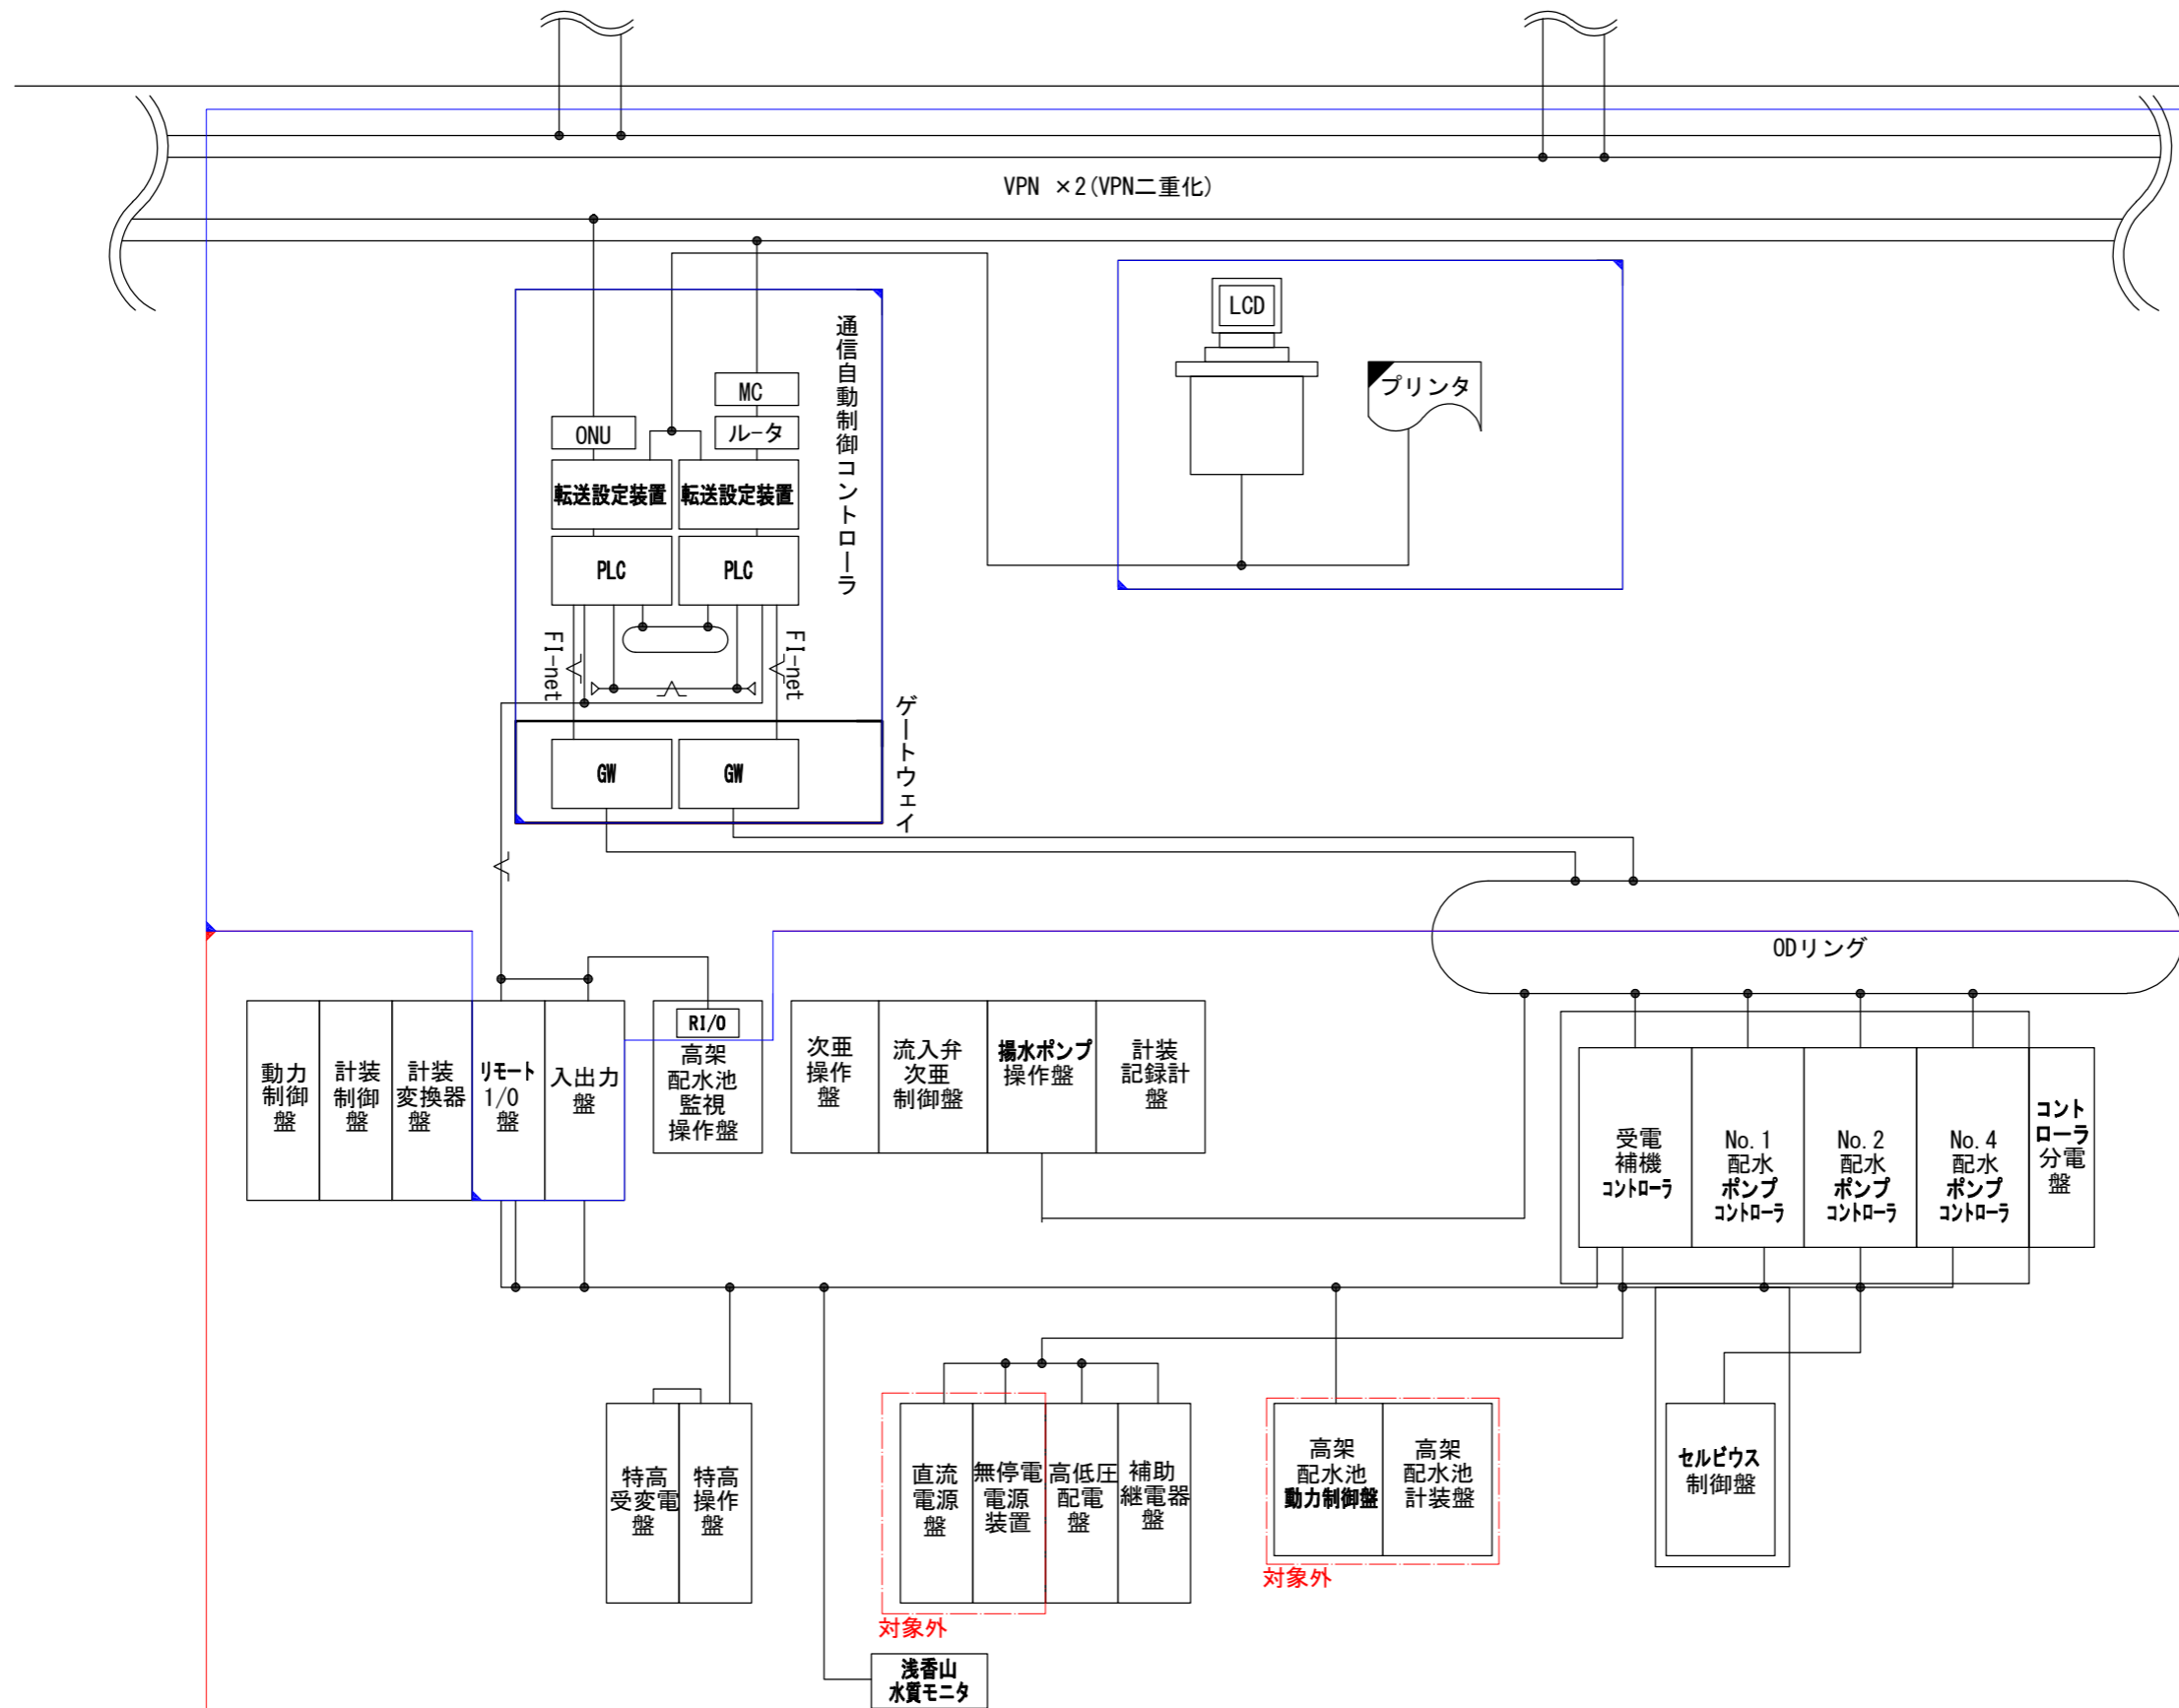 VPN ×2(VPN二重化)
LCD
プリンタ
通信自動制御コントローラ
MC
ONU
ルータ
転送設定装置
転送設定装置
PLC
PLC
FI-net
FI-net
ゲートウェイ
GW
GW
ODリング
動力
制御
盤
計装
制御
盤
計装
変換器
盤
リモート
1/0
盤
入出力
盤
RI/O
高架
配水池
監視
操作盤
次亜
操作
盤
流入弁
次亜
制御盤
揚水ポンプ
操作盤
計装
記録計
盤
受電
補機
コントローラ
No.1
配水
ポンプ
コントローラ
No.2
配水
ポンプ
コントローラ
No.4
配水
ポンプ
コントローラ
コント
ローラ
分電
盤
特高
受変電
盤
特高
操作
盤
直流
電源
盤
無停電
電源
装置
高低圧
配電
盤
補助
継電器
盤
対象外
高架
配水池
動力制御盤
高架
配水池
計装盤
対象外
セルビウス
制御盤
浅香山
水質モニタ